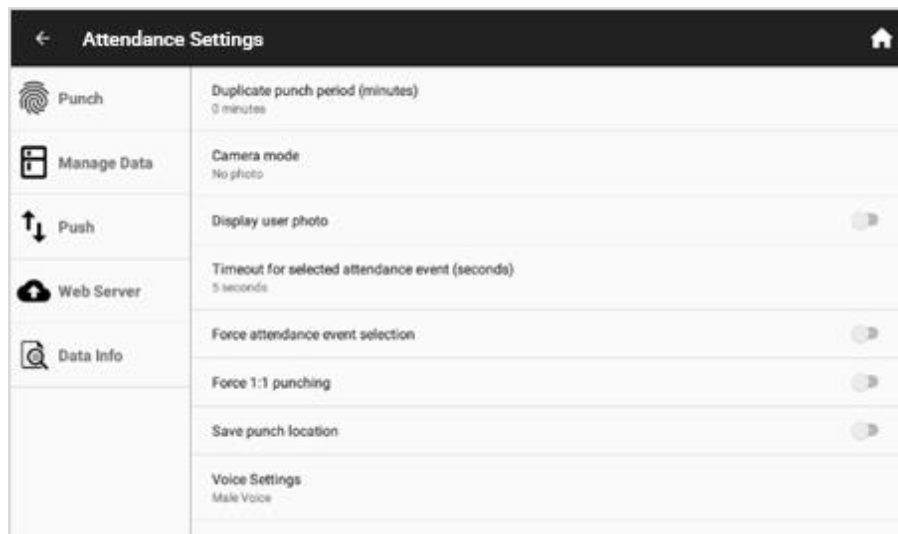 Attendance Settings
Punch
Manage Data
Push
Web Server
Data Info
Duplicate punch period (minutes)
0 minutes
Camera mode
No photo
Display user photo
Timeout for selected attendance event (seconds)
5 seconds
Force attendance event selection
Force 1:1 punching
Save punch location
Voice Settings
Male Voice